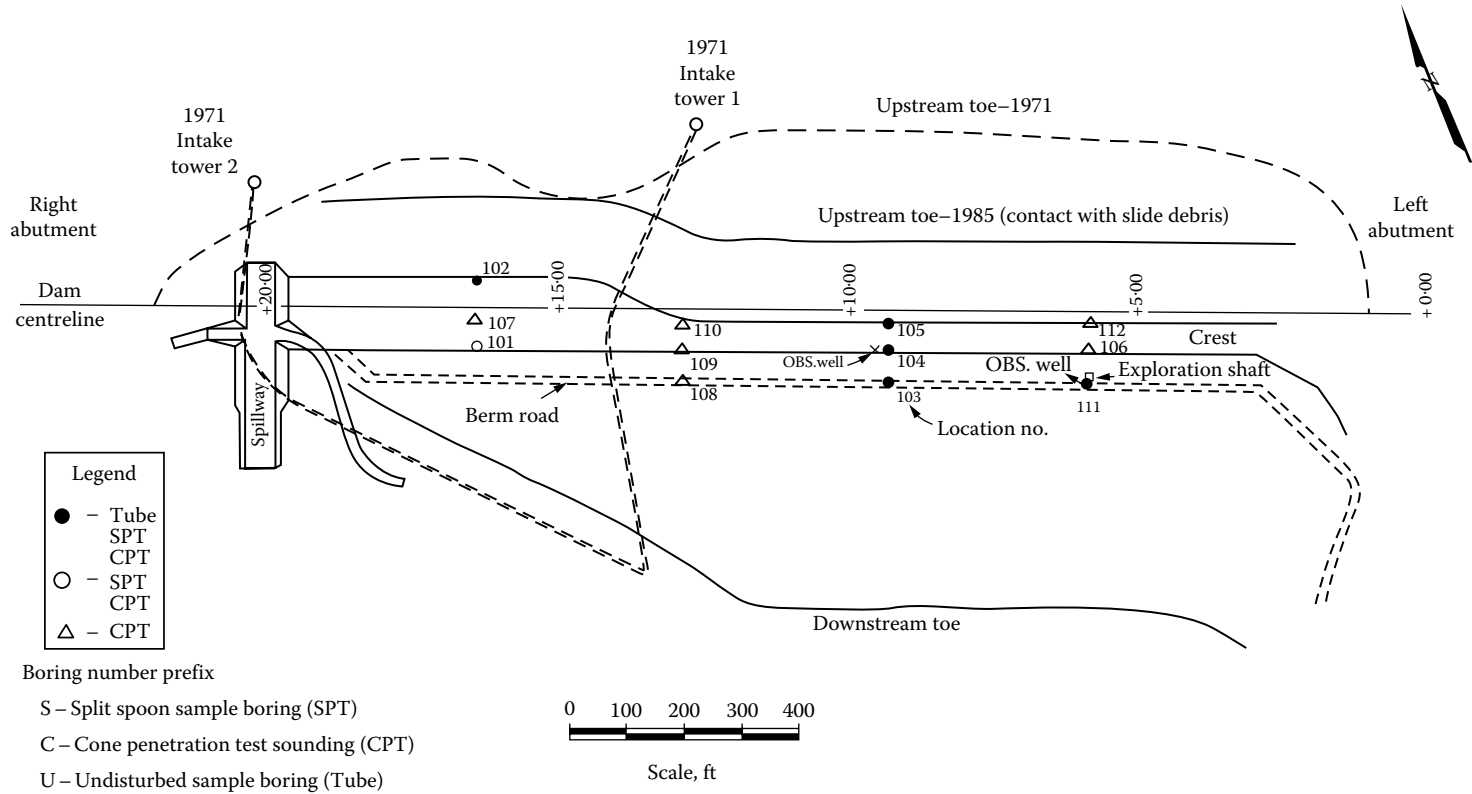 1971
Intake
tower 1
N
Upstream toe–1971
1971
Intake
tower 2
Right
abutment
Upstream toe–1985 (contact with slide debris)
Left
abutment
Dam
centreline
+20·00
+15·00
+10·00
+5·00
+0·00
102
107
110
105
112
101
109
OBS.well
104
106
Crest
OBS. well
Exploration shaft
108
103
111
Berm road
Location no.
Spillway
Legend
– Tube
SPT
CPT
– SPT
CPT
– CPT
Downstream toe
Boring number prefix
S – Split spoon sample boring (SPT)
C – Cone penetration test sounding (CPT)
U – Undisturbed sample boring (Tube)
0 100 200 300 400
Scale, ft